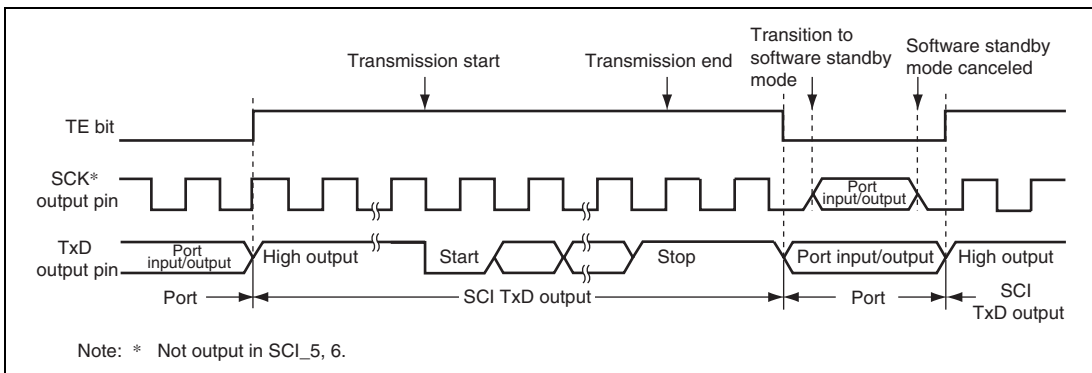 Transition to
software standby
mode
Software standby
mode canceled
Transmission start
Transmission end
TE bit
SCK*
output pin
Port
input/output
TxD
output pin
Port
input/output
High output
Start
Stop
Port input/output
High output
Port
SCI TxD output
Port
SCI
TxD output
Note: * Not output in SCI_5, 6.